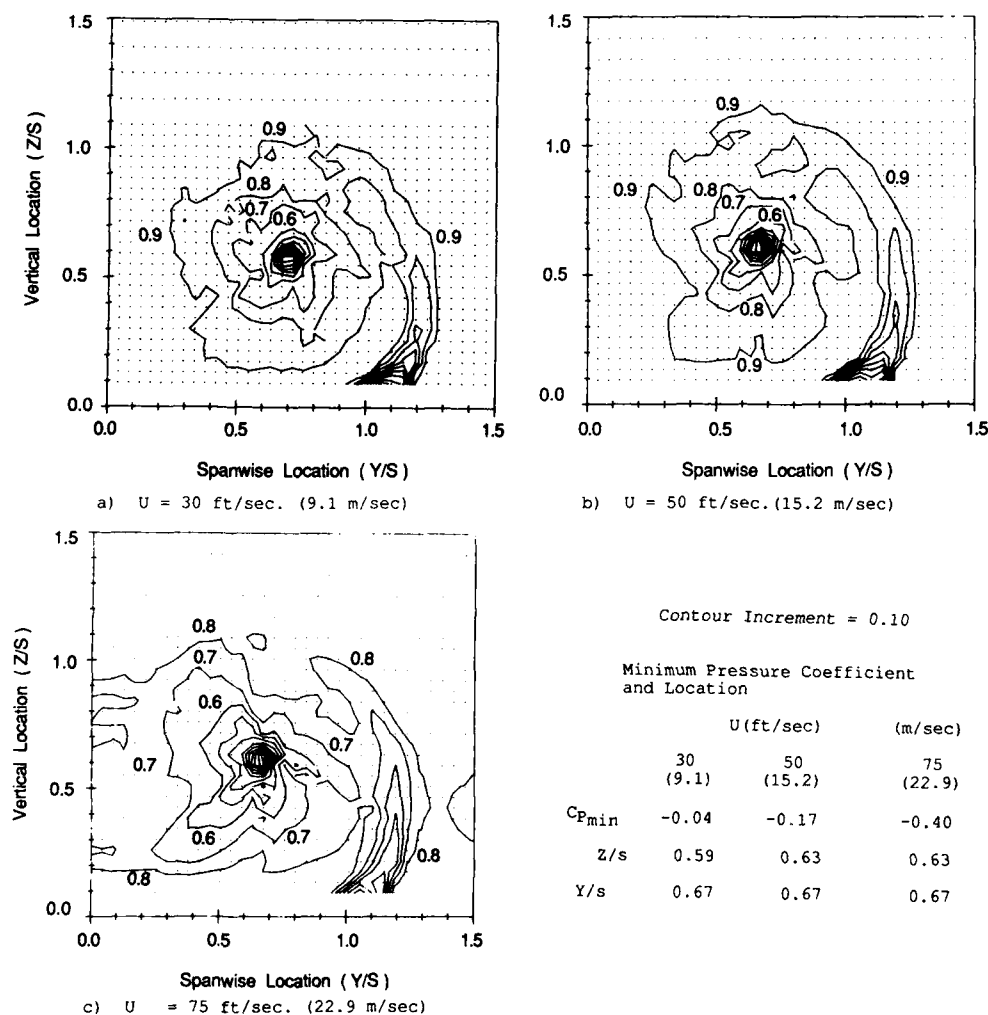 1.5
1.0
0.5
0.0
Vertical Location (Z/S)
0.9
0.8
0.7
0.6
0.9
0.9
0.0 0.5 1.0 1.5
Spanwise Location (Y/S)
a) U = 30 ft/sec. (9.1 m/sec)
1.5
1.0
0.5
0.0
0.9
0.9
0.8
0.7
0.6
0.9
0.8
0.9
0.0 0.5 1.0 1.5
Spanwise Location (Y/S)
b) U = 50 ft/sec.(15.2 m/sec)
1.5
1.0
0.5
0.0
Vertical Location (Z/S)
0.8
0.7
0.8
0.6
0.7
0.7
0.6
0.7
0.8
0.8
0.0 0.5 1.0 1.5
Spanwise Location (Y/S)
c) U = 75 ft/sec. (22.9 m/sec)
Contour Increment = 0.10
Minimum Pressure Coefficient
and Location
U(ft/sec) (m/sec)
30 50 75
(9.1) (15.2) (22.9)
CPmin -0.04 -0.17 -0.40
Z/s 0.59 0.63 0.63
Y/s 0.67 0.67 0.67